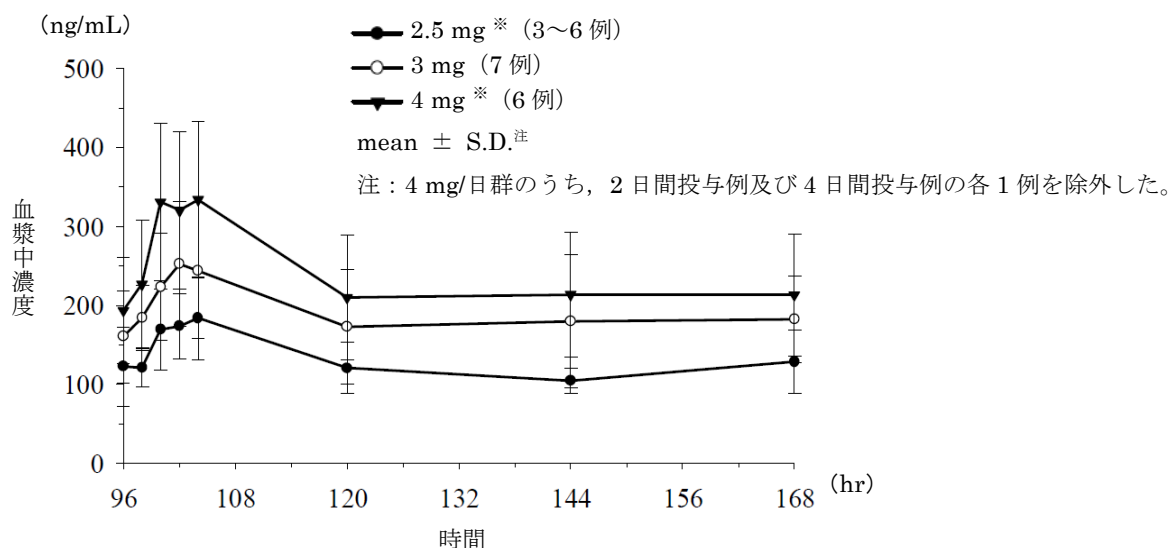 (ng/mL)
2.5 mg ※ (3~6 例)
3 mg (7 例)
4 mg ※ (6 例)
mean ± S.D.注
注:4 mg/日群のうち,2 日間投与例及び 4 日間投与例の各 1 例を除外した。
500
400
300
200
100
0
血漿中濃度
96 108 120 132 144 156 168 (hr)
時間